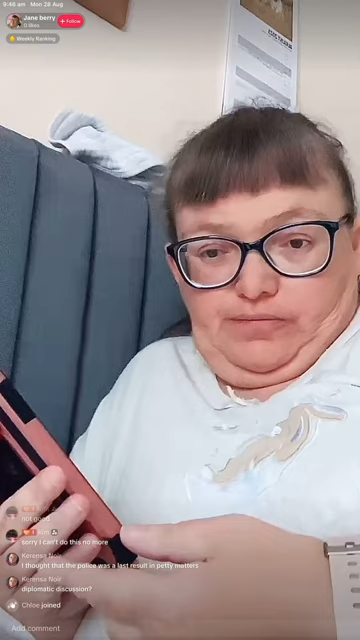 9:46 am Mon 28 Aug
Jane berry
0 likes
+ Follow
Weekly Ranking
not good
sorry I can't do this no more
Kerensa Noir
I thought that the police was a last result in petty matters
Kerensa Noir
diplomatic discussion?
Chloe joined
Add comment